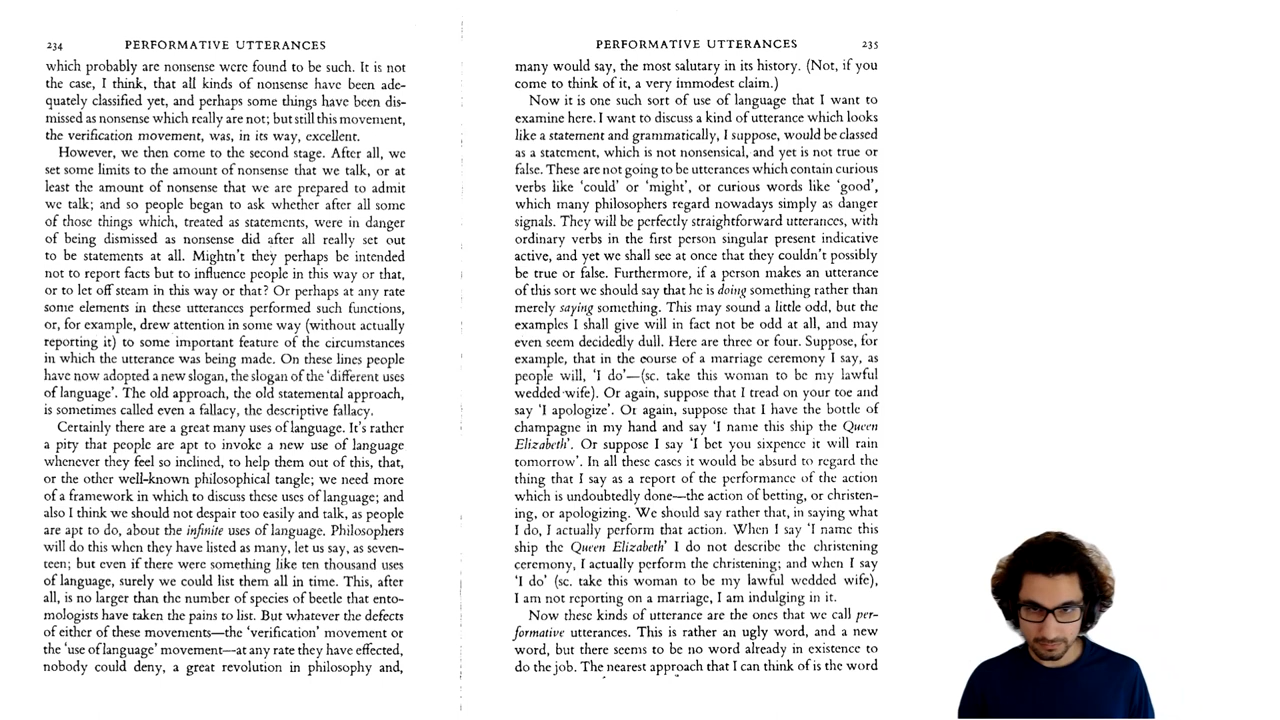 234 PERFORMATIVE UTTERANCES
which probably are nonsense were found to be such. It is not
the case, I think, that all kinds of nonsense have been ade-
quately classified yet, and perhaps some things have been dis-
missed as nonsense which really are not; but still this movement,
the verification movement, was, in its way, excellent.
However, we then come to the second stage. After all, we
set some limits to the amount of nonsense that we talk, or at
least the amount of nonsense that we are prepared to admit
we talk; and so people began to ask whether after all some
of those things which, treated as statements, were in danger
of being dismissed as nonsense did after all really set out
to be statements at all. Mightn't they perhaps be intended
not to report facts but to influence people in this way or that,
or to let off steam in this way or that? Or perhaps at any rate
some elements in these utterances performed such functions,
or, for example, drew attention in some way (without actually
reporting it) to some important feature of the circumstances
in which the utterance was being made. On these lines people
have now adopted a new slogan, the slogan of the 'different uses
of language'. The old approach, the old statemental approach,
is sometimes called even a fallacy, the descriptive fallacy.
Certainly there are a great many uses of language. It's rather
a pity that people are apt to invoke a new use of language
whenever they feel so inclined, to help them out of this, that,
or the other well-known philosophical tangle; we need more
of a framework in which to discuss these uses of language; and
also I think we should not despair too easily and talk, as people
are apt to do, about the infinite uses of language. Philosophers
will do this when they have listed as many, let us say, as seven-
teen; but even if there were something like ten thousand uses
of language, surely we could list them all in time. This, after
all, is no larger than the number of species of beetle that ento-
mologists have taken the pains to list. But whatever the defects
of either of these movements—the 'verification' movement or
the 'use of language' movement—at any rate they have effected,
nobody could deny, a great revolution in philosophy and,
PERFORMATIVE UTTERANCES 235
many would say, the most salutary in its history. (Not, if you
come to think of it, a very immodest claim.)
Now it is one such sort of use of language that I want to
examine here. I want to discuss a kind of utterance which looks
like a statement and grammatically, I suppose, would be classed
as a statement, which is not nonsensical, and yet is not true or
false. These are not going to be utterances which contain curious
verbs like 'could' or 'might', or curious words like 'good',
which many philosophers regard nowadays simply as danger
signals. They will be perfectly straightforward utterances, with
ordinary verbs in the first person singular present indicative
active, and yet we shall see at once that they couldn't possibly
be true or false. Furthermore, if a person makes an utterance
of this sort we should say that he is doing something rather than
merely saying something. This may sound a little odd, but the
examples I shall give will in fact not be odd at all, and may
even seem decidedly dull. Here are three or four. Suppose, for
example, that in the course of a marriage ceremony I say, as
people will, 'I do'—(sc. take this woman to be my lawful
wedded wife). Or again, suppose that I tread on your toe and
say 'I apologize'. Or again, suppose that I have the bottle of
champagne in my hand and say 'I name this ship the Queen
Elizabeth'. Or suppose I say 'I bet you sixpence it will rain
tomorrow'. In all these cases it would be absurd to regard the
thing that I say as a report of the performance of the action
which is undoubtedly done—the action of betting, or christen-
ing, or apologizing. We should say rather that, in saying what
I do, I actually perform that action. When I say 'I name this
ship the Queen Elizabeth' I do not describe the christening
ceremony, I actually perform the christening; and when I say
'I do' (sc. take this woman to be my lawful wedded wife),
I am not reporting on a marriage, I am indulging in it.
Now these kinds of utterance are the ones that we call per-
formative utterances. This is rather an ugly word, and a new
word, but there seems to be no word already in existence to
do the job. The nearest approach that I can think of is the word